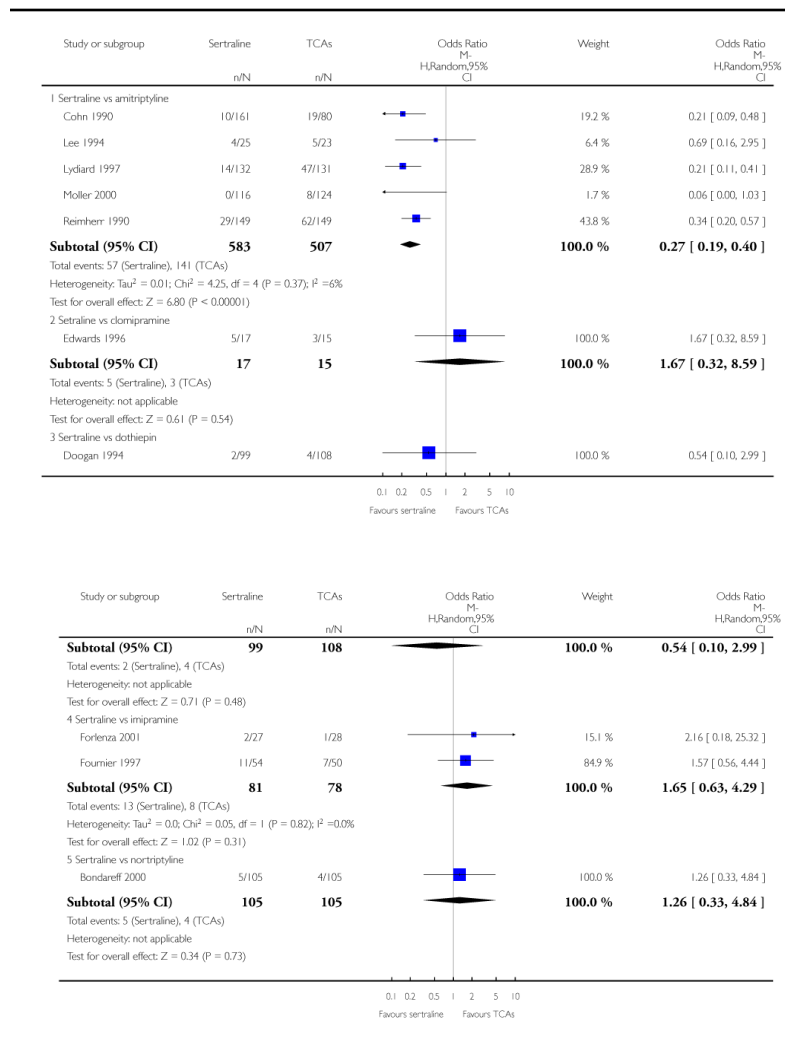 Study or subgroup Sertraline TCAs Odds Ratio Weight Odds Ratio
M- M-
H,Random,95% H,Random,95%
n/N n/N CI CI
1 Sertraline vs amitriptyline
Cohn 1990 10/161 19/80 19.2 % 0.21 [ 0.09, 0.48 ]
Lee 1994 4/25 5/23 6.4 % 0.69 [ 0.16, 2.95 ]
Lydiard 1997 14/132 47/131 28.9 % 0.21 [ 0.11, 0.41 ]
Moller 2000 0/116 8/124 1.7 % 0.06 [ 0.00, 1.03 ]
Reimherr 1990 29/149 62/149 43.8 % 0.34 [ 0.20, 0.57 ]
Subtotal (95% CI) 583 507 100.0 % 0.27 [ 0.19, 0.40 ]
Total events: 57 (Sertraline), 141 (TCAs)
Heterogeneity: Tau² = 0.01; Chi² = 4.25, df = 4 (P = 0.37); I² =6%
Test for overall effect: Z = 6.80 (P < 0.00001)
2 Setraline vs clomipramine
Edwards 1996 5/17 3/15 100.0 % 1.67 [ 0.32, 8.59 ]
Subtotal (95% CI) 17 15 100.0 % 1.67 [ 0.32, 8.59 ]
Total events: 5 (Sertraline), 3 (TCAs)
Heterogeneity: not applicable
Test for overall effect: Z = 0.61 (P = 0.54)
3 Sertraline vs dothiepin
Doogan 1994 2/99 4/108 100.0 % 0.54 [ 0.10, 2.99 ]
0.1 0.2 0.5 1 2 5 10
Favours sertraline Favours TCAs
Study or subgroup Sertraline TCAs Odds Ratio Weight Odds Ratio
M- M-
H,Random,95% H,Random,95%
n/N n/N CI CI
Subtotal (95% CI) 99 108 100.0 % 0.54 [ 0.10, 2.99 ]
Total events: 2 (Sertraline), 4 (TCAs)
Heterogeneity: not applicable
Test for overall effect: Z = 0.71 (P = 0.48)
4 Sertraline vs imipramine
Forlenza 2001 2/27 1/28 15.1 % 2.16 [ 0.18, 25.32 ]
Fournier 1997 11/54 7/50 84.9 % 1.57 [ 0.56, 4.44 ]
Subtotal (95% CI) 81 78 100.0 % 1.65 [ 0.63, 4.29 ]
Total events: 13 (Sertraline), 8 (TCAs)
Heterogeneity: Tau² = 0.0; Chi² = 0.05, df = 1 (P = 0.82); I² =0.0%
Test for overall effect: Z = 1.02 (P = 0.31)
5 Sertraline vs nortriptyline
Bondareff 2000 5/105 4/105 100.0 % 1.26 [ 0.33, 4.84 ]
Subtotal (95% CI) 105 105 100.0 % 1.26 [ 0.33, 4.84 ]
Total events: 5 (Sertraline), 4 (TCAs)
Heterogeneity: not applicable
Test for overall effect: Z = 0.34 (P = 0.73)
0.1 0.2 0.5 1 2 5 10
Favours sertraline Favours TCAs